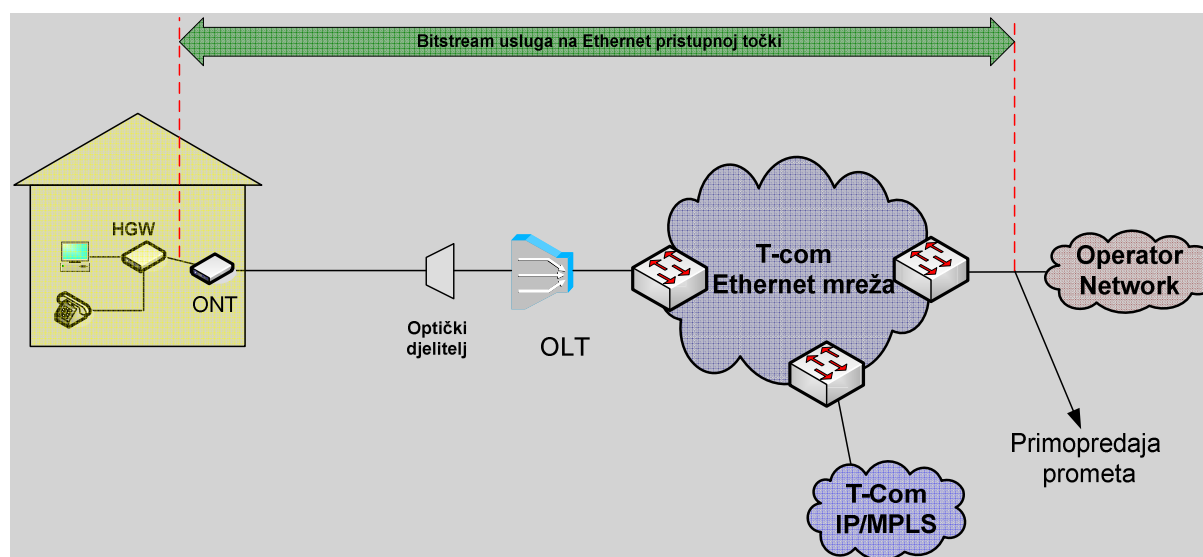 Bitstream usluga na Ethernet pristupnoj točki
HGW
ONT
Optički
djelitelj
OLT
T-com
Ethernet mreža
Operator
Network
Primopredaja
prometa
T-Com
IP/MPLS